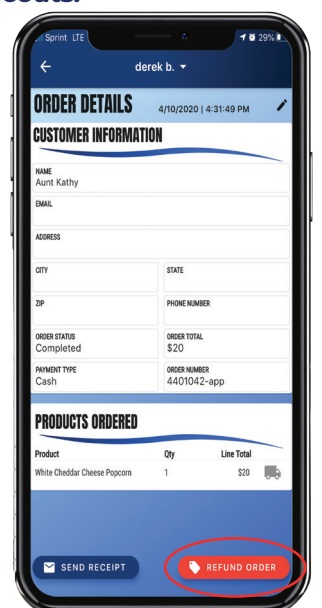 Sprint LTE 29%
derek b.
ORDER DETAILS 4/10/2020 | 4:31:49 PM
CUSTOMER INFORMATION
NAME
Aunt Kathy
EMAIL
ADDRESS
CITY STATE
ZIP PHONE NUMBER
ORDER STATUS ORDER TOTAL
Completed $20
PAYMENT TYPE ORDER NUMBER
Cash 4401042-app
PRODUCTS ORDERED
Product Qty Line Total
White Cheddar Cheese Popcorn 1 $20
SEND RECEIPT REFUND ORDER